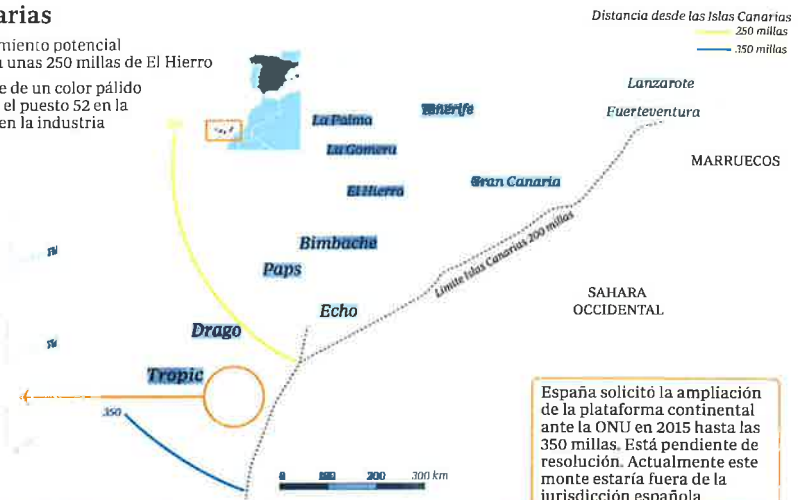 arias
miento potencial
a unas 250 millas de El Hierro
e de un color pálido
el puesto 52 en la
en la industria
Distancia desde las Islas Canarias
250 millas
350 millas
Lanzarote
Fuerteventura
Tenerife
La Palma
La Gomera
MARRUECOS
Gran Canaria
El Hierro
Bimbache
Paps
Límite Islas Canarias 200 millas
SAHARA
OCCIDENTAL
Echo
Drago
Tropic
350
España solicitó la ampliación
de la plataforma continental
ante la ONU en 2015 hasta las
350 millas. Está pendiente de
resolución. Actualmente este
monte estaría fuera de la
jurisdicción española
0 100 200 300 km